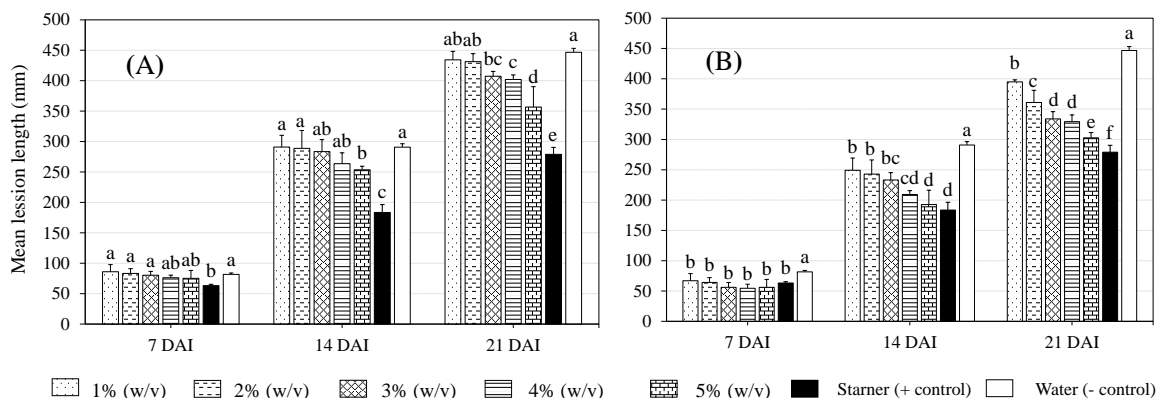 Mean lession length (mm)
500
450
400
350
300
250
200
150
100
50
0
(A)
a a a ab ab b a
a a ab ab b c a
ab ab bc c d e a
7 DAI 14 DAI 21 DAI
500
450
400
350
300
250
200
150
100
50
0
(B)
b b b b b b a
b b bc cd d d a
b c d d e f a
7 DAI 14 DAI 21 DAI
1% (w/v) 2% (w/v) 3% (w/v) 4% (w/v) 5% (w/v) Starner (+ control) Water (- control)